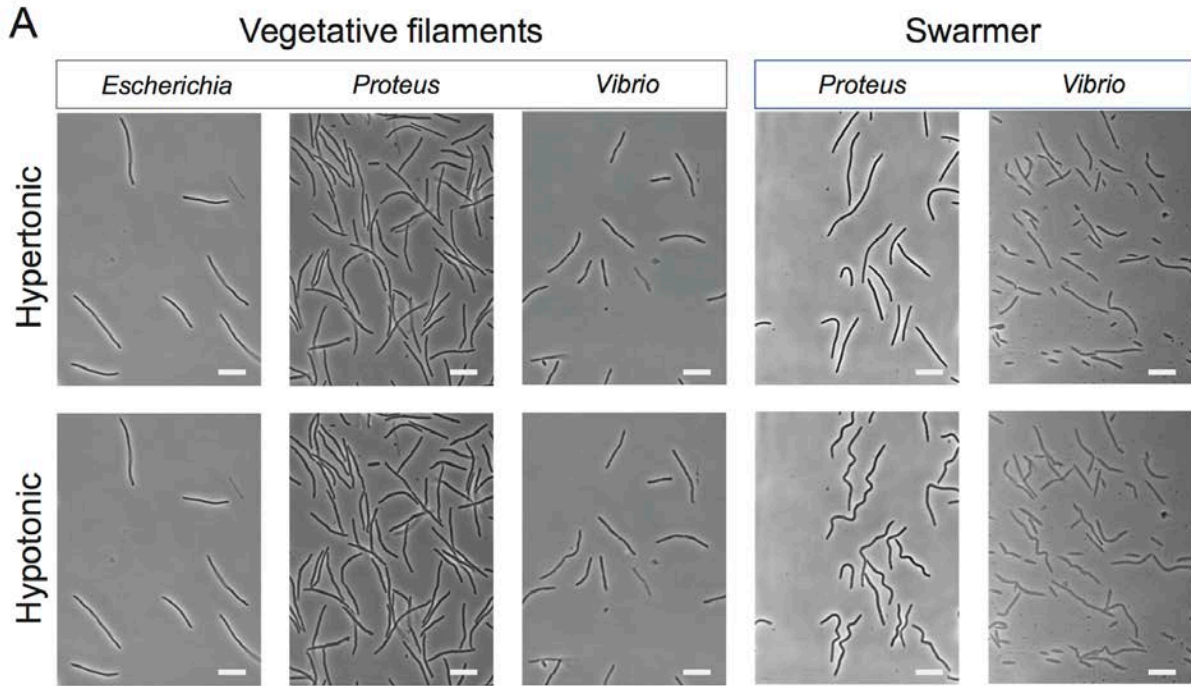 A
Vegetative filaments Swarmer
Escherichia Proteus Vibrio Proteus Vibrio
Hypertonic
Hypotonic